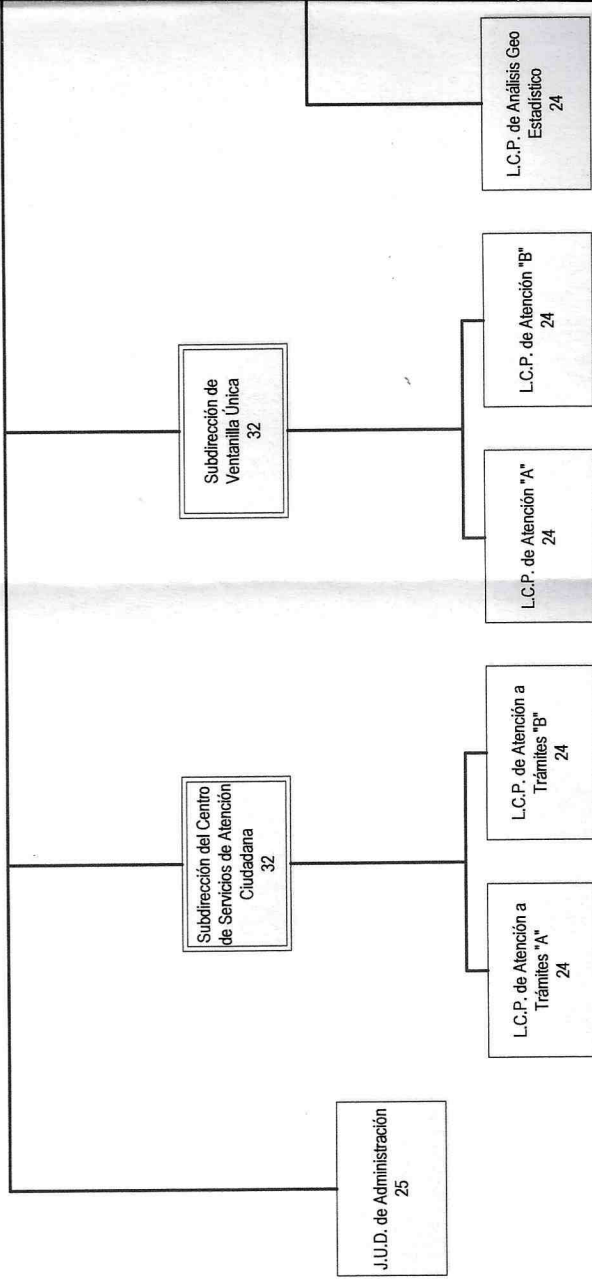 J.U.D. de Administración
25
Subdirección del Centro
de Servicios de Atención
Ciudadana
32
L.C.P. de Atención a
Trámites "A"
24
L.C.P. de Atención a
Trámites "B"
24
Subdirección de
Ventanilla Única
32
L.C.P. de Atención "A"
24
L.C.P. de Atención "B"
24
L.C.P. de Análisis Geo
Estadístico
24